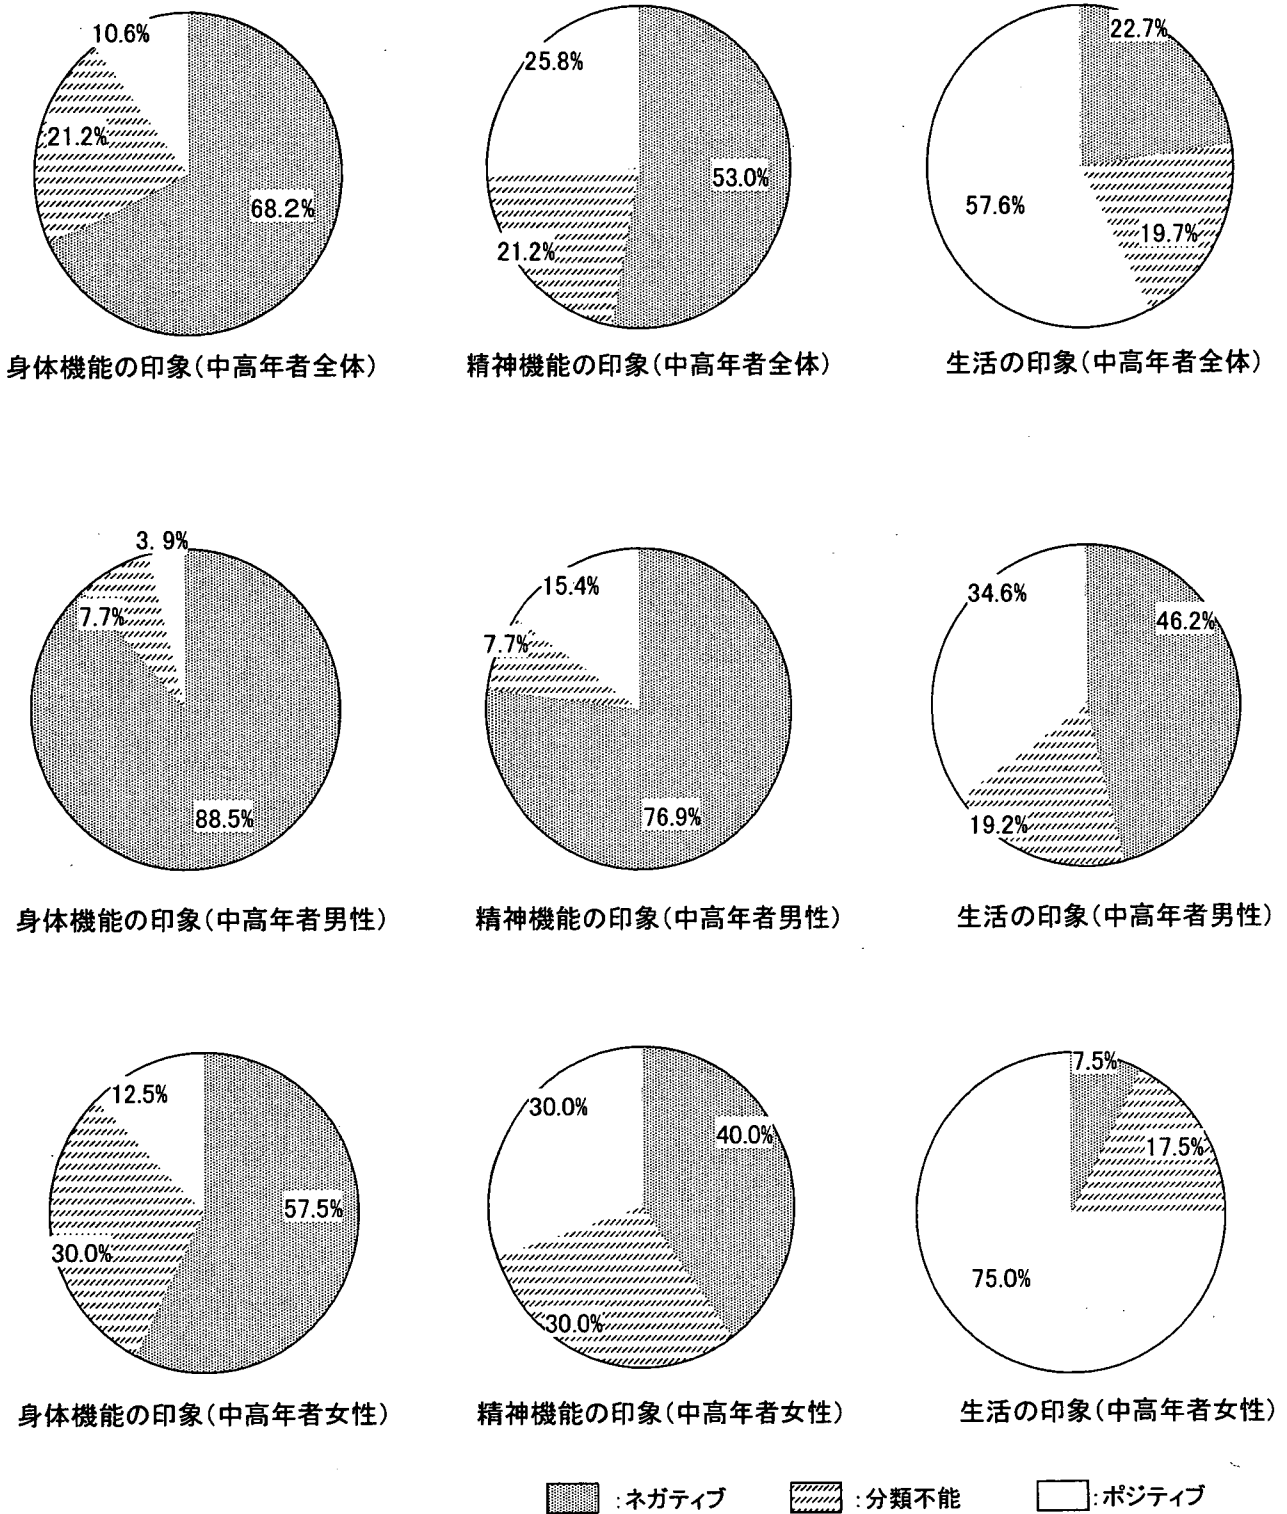 10.6%
21.2%
68.2%
身体機能の印象(中高年者全体)
25.8%
53.0%
21.2%
精神機能の印象(中高年者全体)
22.7%
57.6%
19.7%
生活の印象(中高年者全体)
3.9%
7.7%
88.5%
身体機能の印象(中高年者男性)
15.4%
7.7%
76.9%
精神機能の印象(中高年者男性)
34.6%
46.2%
19.2%
生活の印象(中高年者男性)
12.5%
57.5%
30.0%
身体機能の印象(中高年者女性)
30.0%
40.0%
30.0%
精神機能の印象(中高年者女性)
7.5%
17.5%
75.0%
生活の印象(中高年者女性)
:ネガティブ
:分類不能
:ポジティブ